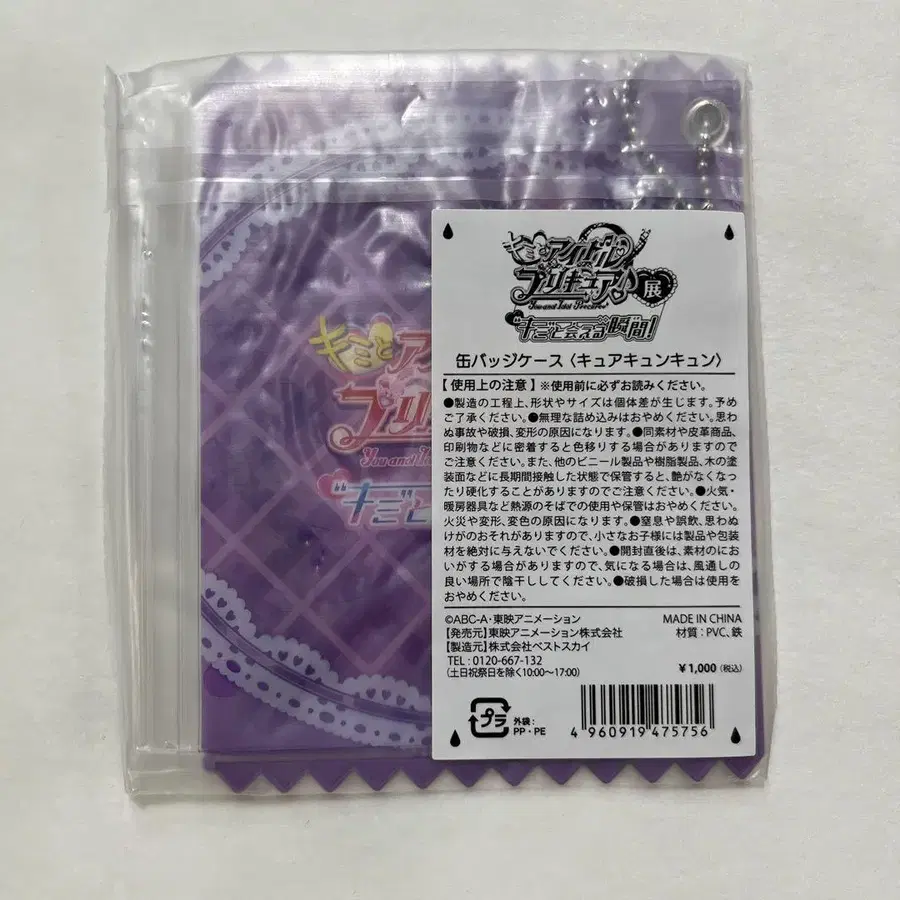 キミとアイドル
プリキュア♪展
You and Idol Precure
“キミと会える瞬間！
缶バッジケース〈キュアキュンキュン〉
【使用上の注意】※使用前に必ずお読みください。
●製造の工程上、形状やサイズは個体差が生じます。予め
ご了承ください。●無理な詰め込みはおやめください。思わ
ぬ事故や破損、変形の原因になります。●同素材や皮革商品、
印刷物などに密着すると色移りする場合がありますので
ご注意ください。また、他のビニール製品や樹脂製品、木の塗
装面などに長期間接触した状態で保管すると、艶がなくなっ
たり硬化することがありますのでご注意ください。●火気・
暖房器具など熱源のそばでの使用や保管はおやめください。
火災や変形、変色の原因になります。●窒息や誤飲、思わぬ
けがのおそれがありますので、小さなお子様には製品や包装
材を絶対に与えないでください。●開封直後は、素材のにお
いがする場合がありますので、気になる場合は、風通しの
良い場所で陰干ししてください。●破損した場合は使用を
おやめください。
©ABC-A・東映アニメーション
【発売元】東映アニメーション株式会社
【製造元】株式会社ベストスカイ
TEL : 0120-667-132
（土日祝祭日を除く10:00〜17:00）
MADE IN CHINA
材質：PVC、鉄
￥1,000（税込）
プラ
外袋：
PP・PE
4 960919 475756
キミとア
プリ
You and
“キミと